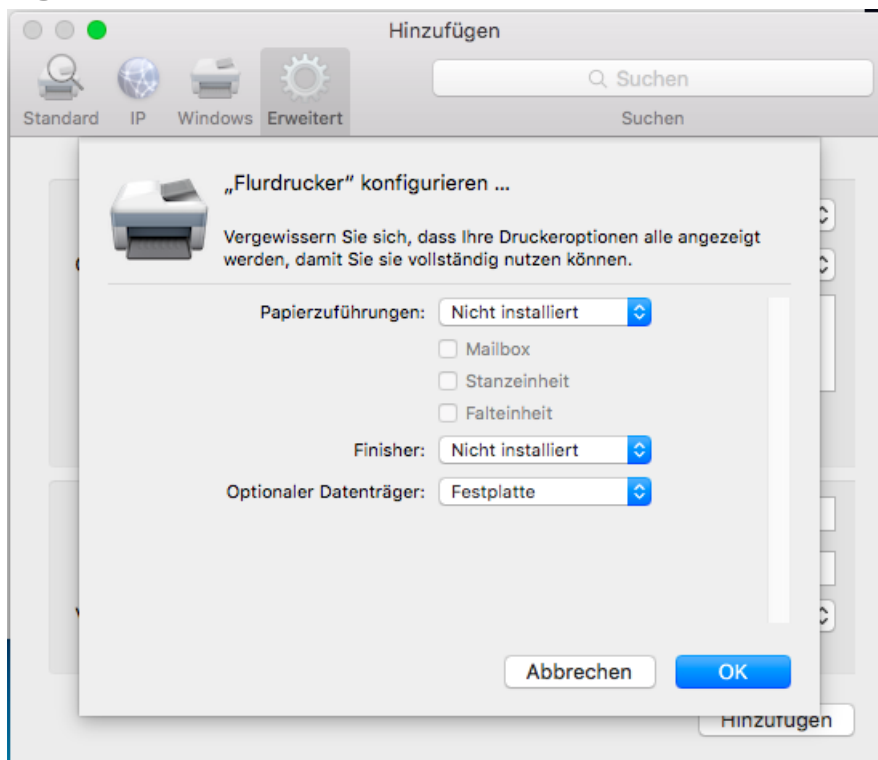 Hinzufügen
Suchen
Standard IP Windows Erweitert Suchen
„Flurdrucker“ konfigurieren ...
Vergewissern Sie sich, dass Ihre Druckeroptionen alle angezeigt
werden, damit Sie sie vollständig nutzen können.
Papierzuführungen: Nicht installiert
Mailbox
Stanzeinheit
Falteinheit
Finisher: Nicht installiert
Optionaler Datenträger: Festplatte
Abbrechen OK
Hinzufügen